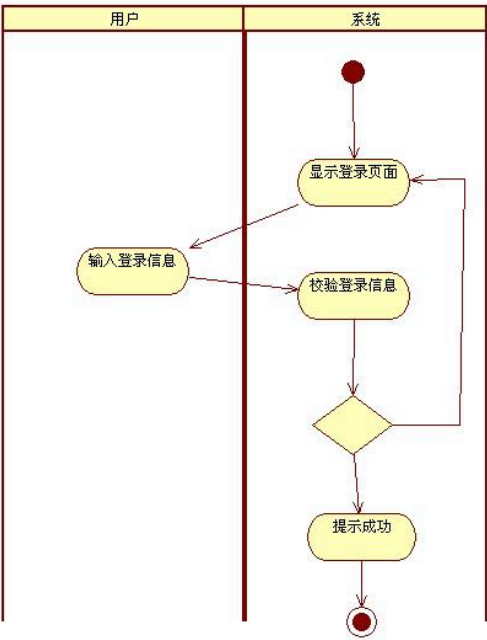 用户
系统
显示登录页面
输入登录信息
校验登录信息
提示成功